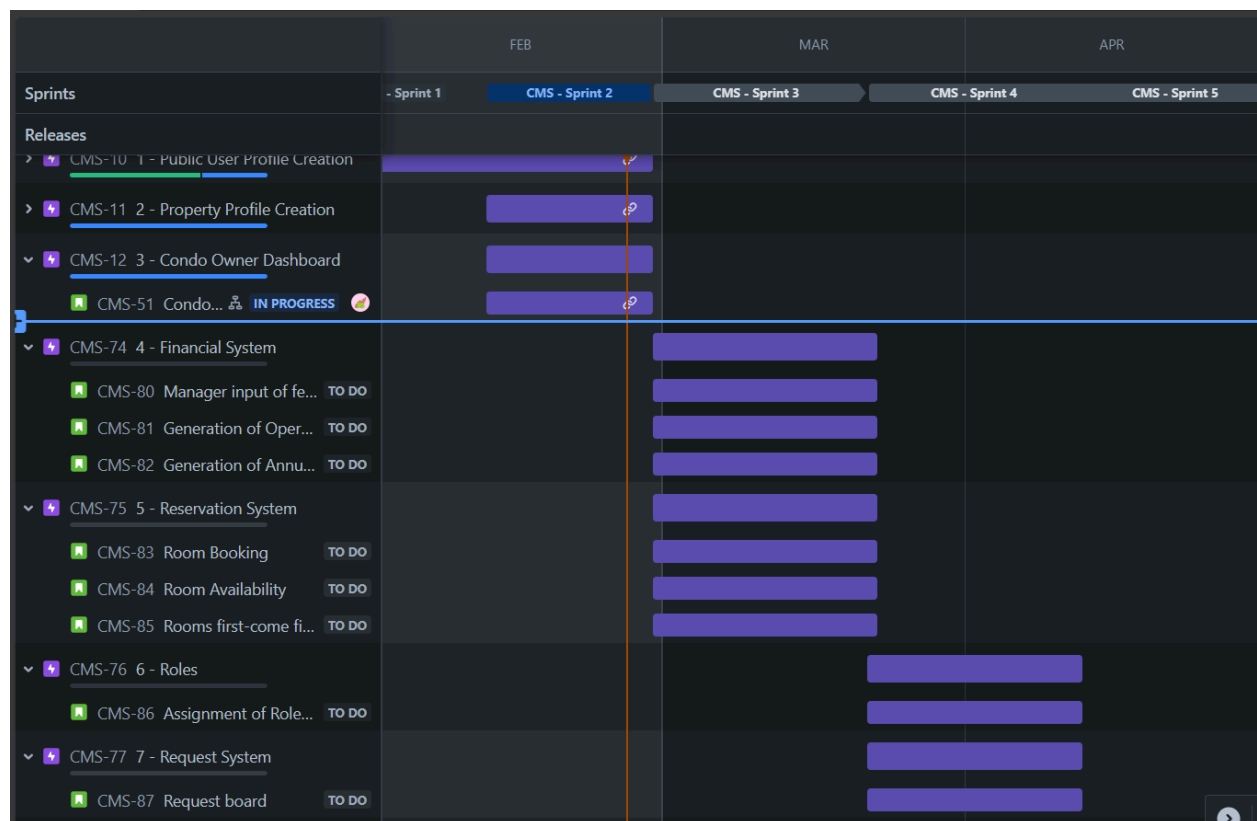 FEB MAR APR
Sprints - Sprint 1 CMS - Sprint 2 CMS - Sprint 3 CMS - Sprint 4 CMS - Sprint 5
Releases
CMS-10 1 - Public User Profile Creation
CMS-11 2 - Property Profile Creation
CMS-12 3 - Condo Owner Dashboard
CMS-51 Condo... IN PROGRESS
CMS-74 4 - Financial System
CMS-80 Manager input of fe... TO DO
CMS-81 Generation of Oper... TO DO
CMS-82 Generation of Annu... TO DO
CMS-75 5 - Reservation System
CMS-83 Room Booking TO DO
CMS-84 Room Availability TO DO
CMS-85 Rooms first-come fi... TO DO
CMS-76 6 - Roles
CMS-86 Assignment of Role... TO DO
CMS-77 7 - Request System
CMS-87 Request board TO DO